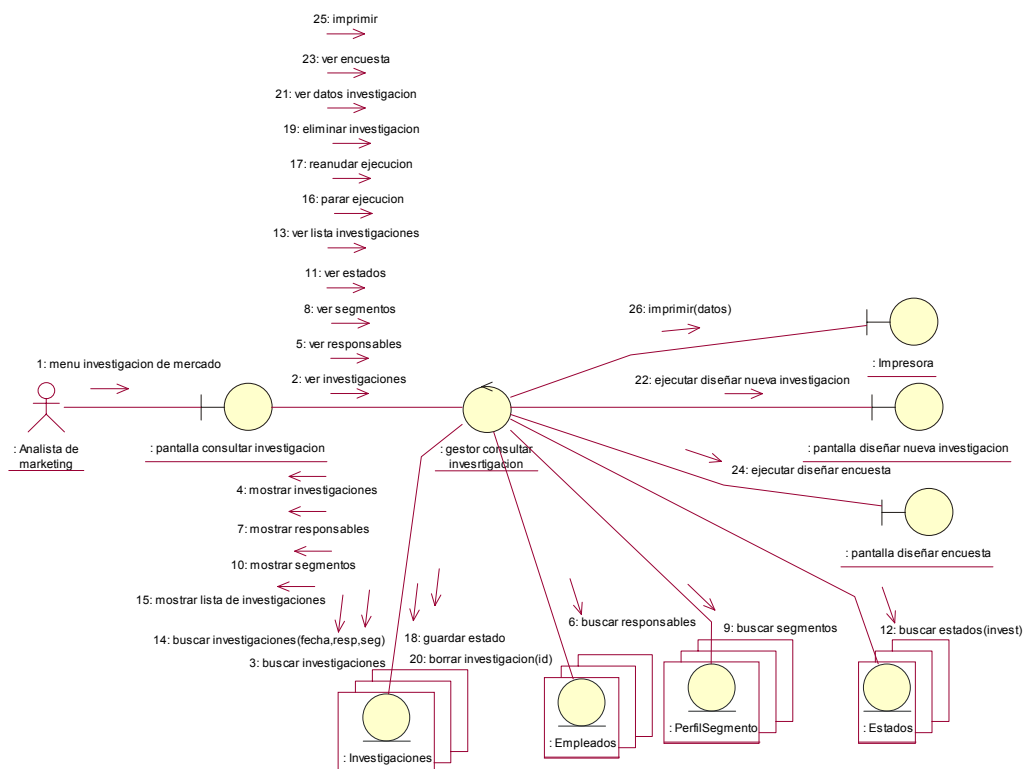 25: imprimir
23: ver encuesta
21: ver datos investigacion
19: eliminar investigacion
17: reanudar ejecucion
16: parar ejecucion
13: ver lista investigaciones
11: ver estados
8: ver segmentos
5: ver responsables
2: ver investigaciones
1: menu investigacion de mercado
26: imprimir(datos)
: Impresora
22: ejecutar diseñar nueva investigacion
: Analista de
marketing
: pantalla consultar investigacion
: gestor consultar
invesrtigacion
: pantalla diseñar nueva investigacion
24: ejecutar diseñar encuesta
: pantalla diseñar encuesta
4: mostrar investigaciones
7: mostrar responsables
10: mostrar segmentos
15: mostrar lista de investigaciones
14: buscar investigaciones(fecha,resp,seg)
3: buscar investigaciones
18: guardar estado
20: borrar investigacion(id)
6: buscar responsables
9: buscar segmentos
12: buscar estados(invest)
: Investigaciones
: Empleados
: PerfilSegmento
: Estados